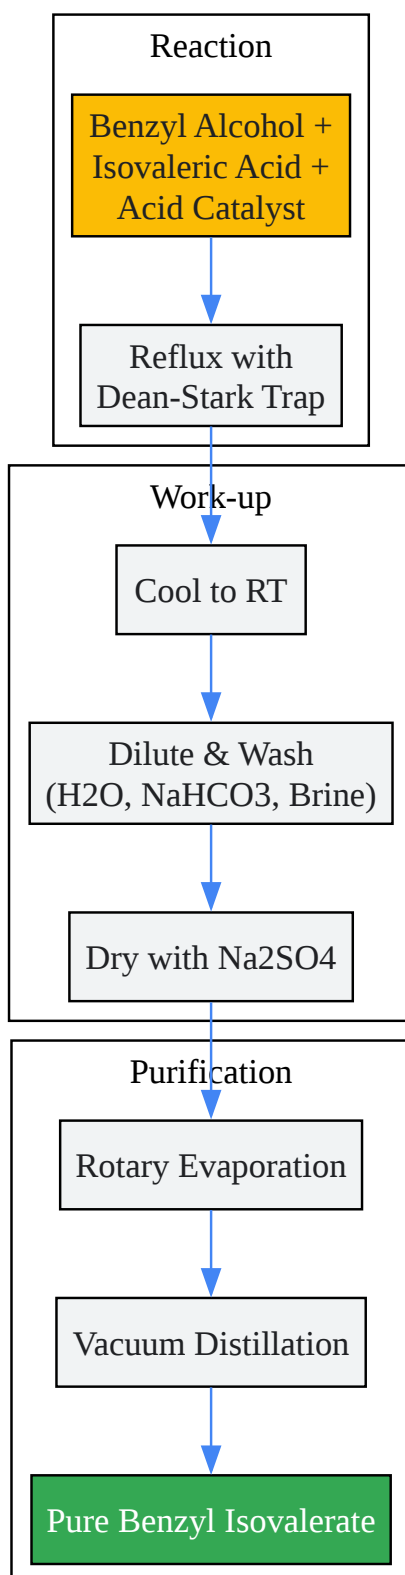 Reaction
Benzyl Alcohol +
Isovaleric Acid +
Acid Catalyst
Reflux with
Dean-Stark Trap
Work-up
Cool to RT
Dilute & Wash
(H2O, NaHCO3, Brine)
Dry with Na2SO4
Purification
Rotary Evaporation
Vacuum Distillation
Pure Benzyl Isovalerate